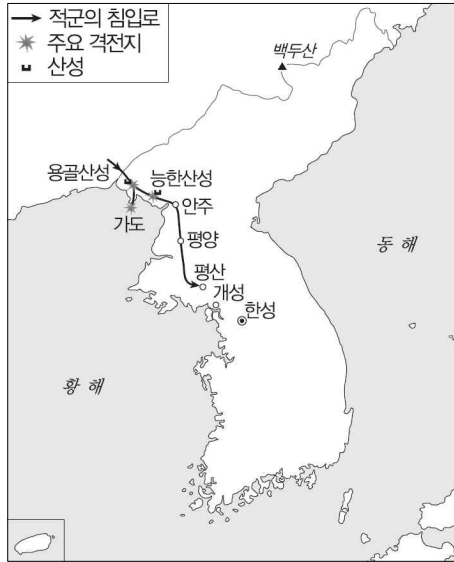 적군의 침입로
주요 격전지
산성
백두산
용골산성
능한산성
가도
안주
평양
평산
개성
한성
동해
황해